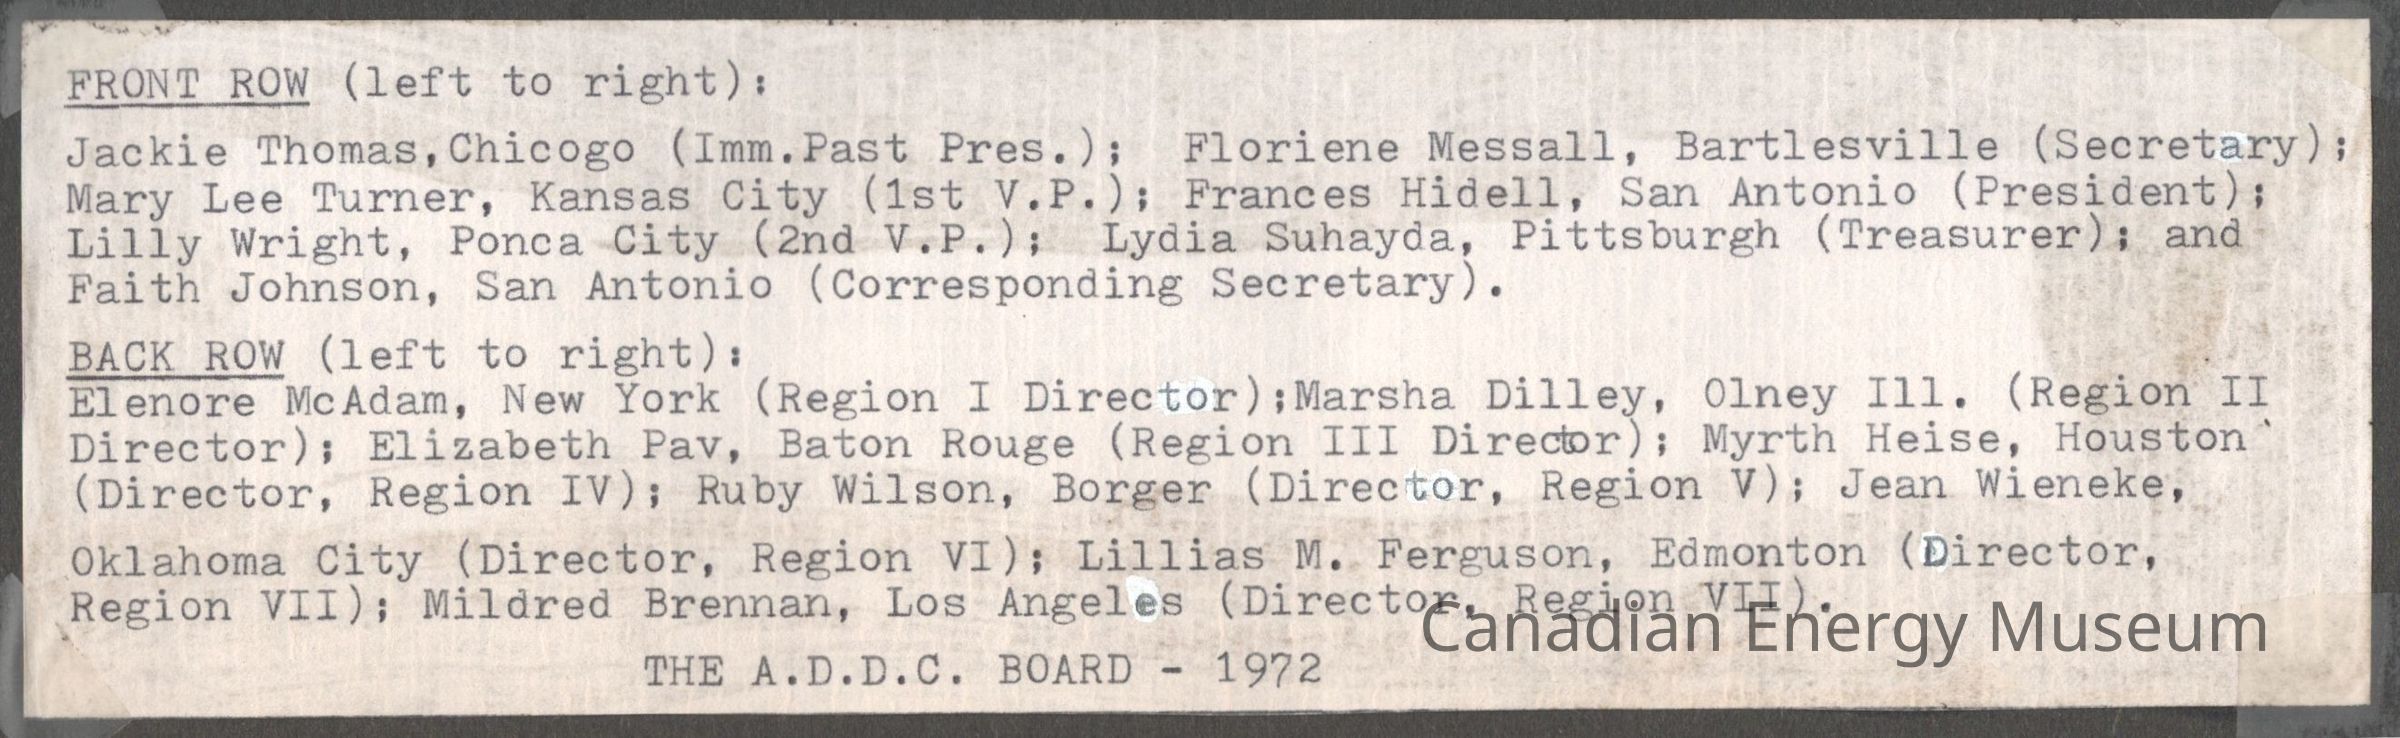 FRONT ROW (left to right):
Jackie Thomas,Chicogo (Imm.Past Pres.);  Floriene Messall, Bartlesville (Secretary);
Mary Lee Turner, Kansas City (1st V.P.); Frances Hidell, San Antonio (President);
Lilly Wright, Ponca City (2nd V.P.);  Lydia Suhayda, Pittsburgh (Treasurer); and
Faith Johnson, San Antonio (Corresponding Secretary).
BACK ROW (left to right):
Elenore McAdam, New York (Region I Director);Marsha Dilley, Olney Ill. (Region II
Director); Elizabeth Pav, Baton Rouge (Region III Director); Myrth Heise, Houston
(Director, Region IV); Ruby Wilson, Borger (Director, Region V); Jean Wieneke,
Oklahoma City (Director, Region VI); Lillias M. Ferguson, Edmonton (Director,
Region VII); Mildred Brennan, Los Angeles (Director, Region VII).
Canadian Energy Museum
THE A.D.D.C. BOARD - 1972